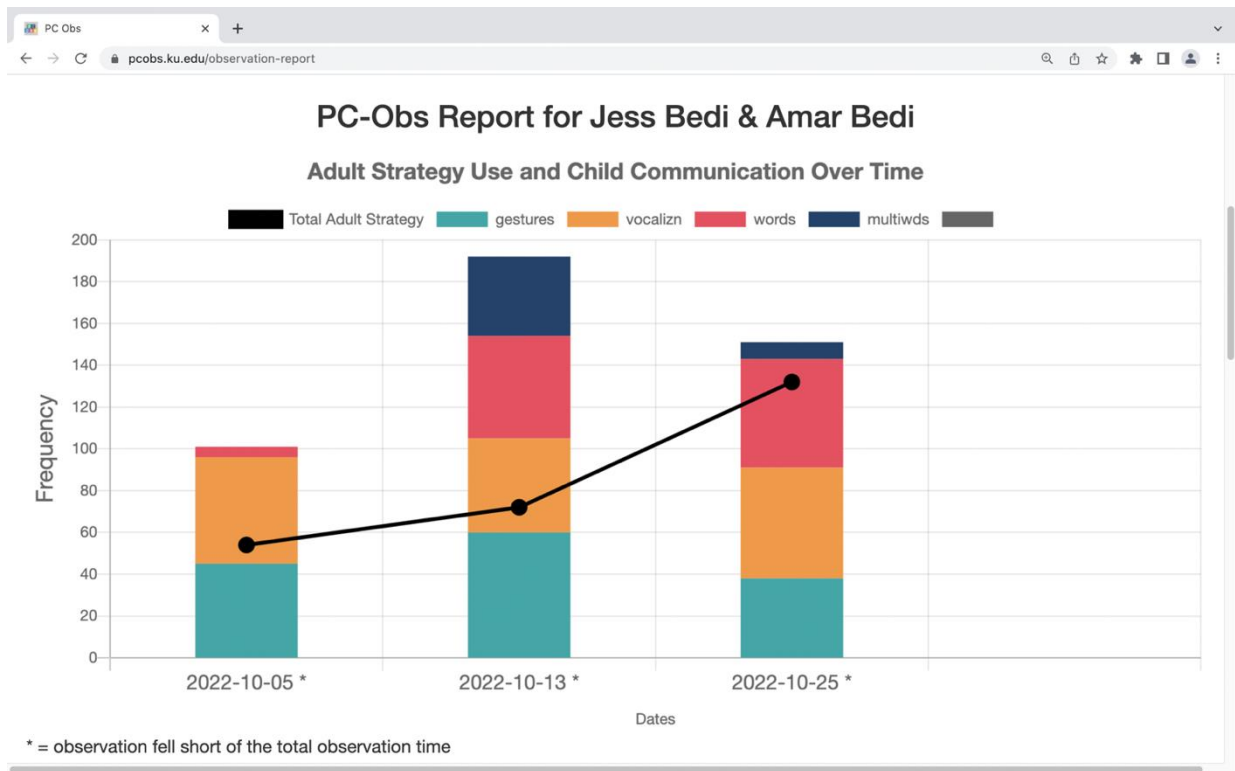 PC Obs
pcobs.ku.edu/observation-report
PC-Obs Report for Jess Bedi & Amar Bedi
Adult Strategy Use and Child Communication Over Time
Total Adult Strategy gestures vocalizn words multiwds
200
180
160
140
120
100
80
60
40
20
0
Frequency
2022-10-05 * 2022-10-13 * 2022-10-25 *
Dates
* = observation fell short of the total observation time